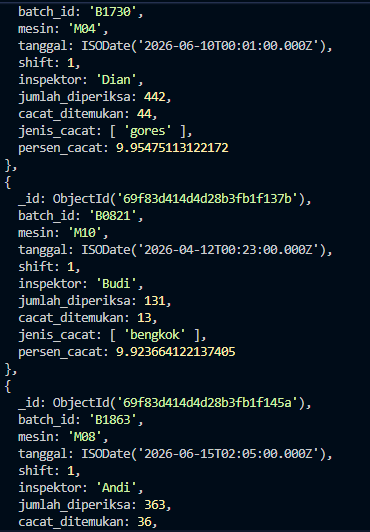 batch_id: 'B1730',
mesin: 'M04',
tanggal: ISODate('2026-06-10T00:01:00.000Z'),
shift: 1,
inspektor: 'Dian',
jumlah_diperiksa: 442,
cacat_ditemukan: 44,
jenis_cacat: [ 'gores' ],
persen_cacat: 9.95475113122172
},
{
_id: ObjectId('69f83d414d4d28b3fb1f137b'),
batch_id: 'B0821',
mesin: 'M10',
tanggal: ISODate('2026-04-12T00:23:00.000Z'),
shift: 1,
inspektor: 'Budi',
jumlah_diperiksa: 131,
cacat_ditemukan: 13,
jenis_cacat: [ 'bengkok' ],
persen_cacat: 9.923664122137405
},
{
_id: ObjectId('69f83d414d4d28b3fb1f145a'),
batch_id: 'B1863',
mesin: 'M08',
tanggal: ISODate('2026-06-15T02:05:00.000Z'),
shift: 1,
inspektor: 'Andi',
jumlah_diperiksa: 363,
cacat_ditemukan: 36,